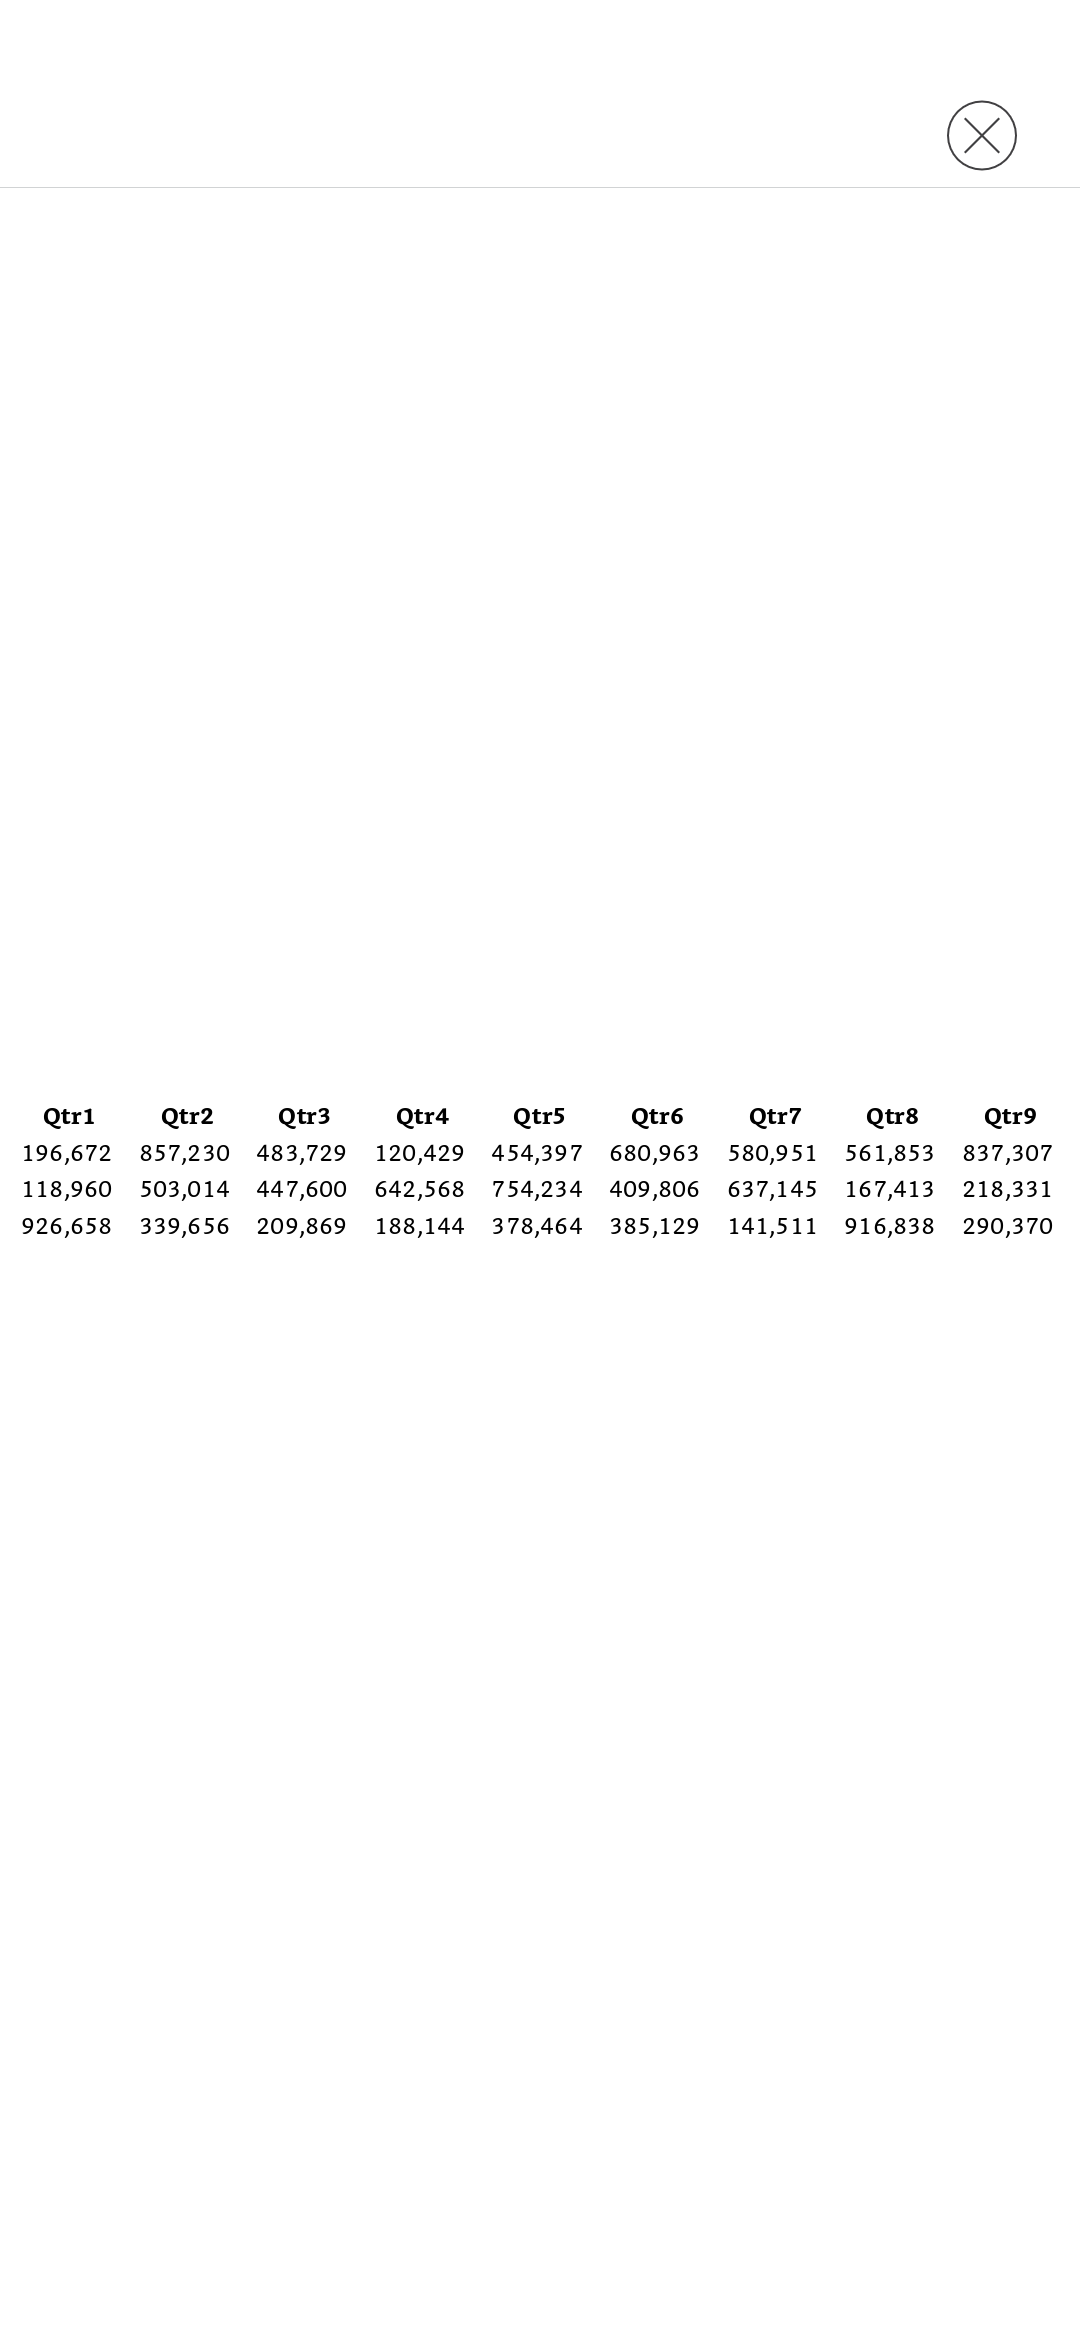 Qtr1 Qtr2 Qtr3 Qtr4 Qtr5 Qtr6 Qtr7 Qtr8 Qtr9
196,672 857,230 483,729 120,429 454,397 680,963 580,951 561,853 837,307
118,960 503,014 447,600 642,568 754,234 409,806 637,145 167,413 218,331
926,658 339,656 209,869 188,144 378,464 385,129 141,511 916,838 290,370